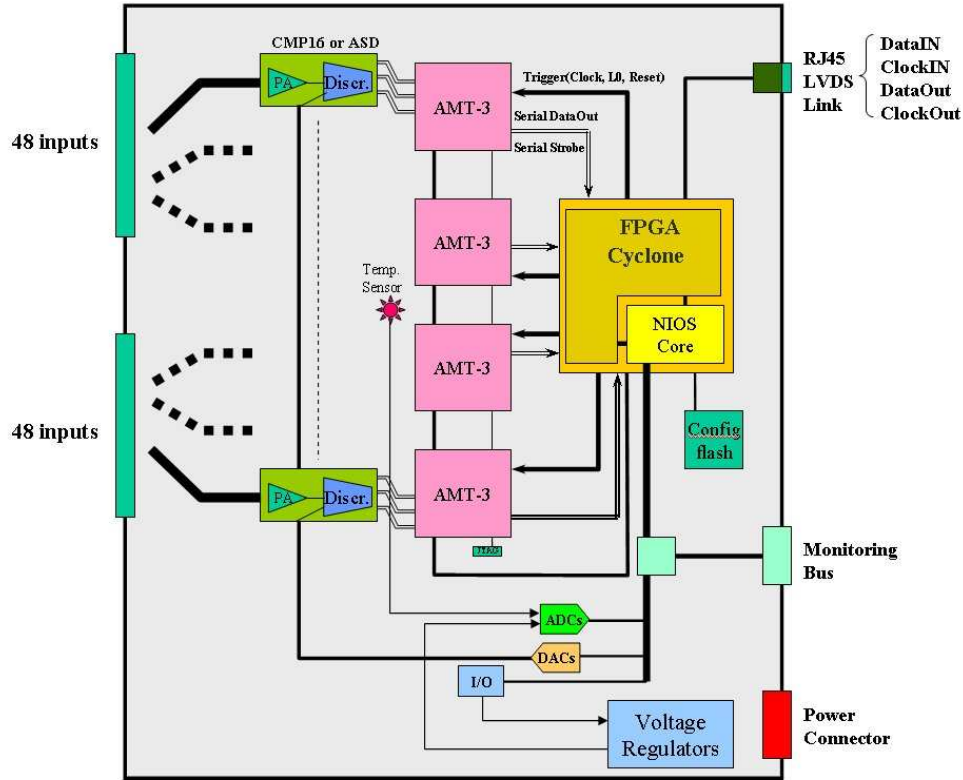 CMP16 or ASD
PA
Discr.
AMT-3
Trigger(Clock, L0, Reset)
RJ45
LVDS
Link
DataIN
ClockIN
DataOut
ClockOut
48 inputs
Serial DataOut
Serial Strobe
AMT-3
FPGA
Cyclone
Temp.
Sensor
NIOS
Core
AMT-3
48 inputs
Config
flash
PA
Discr.
AMT-3
JTAG
Monitoring
Bus
ADCs
DACs
I/O
Voltage
Regulators
Power
Connector